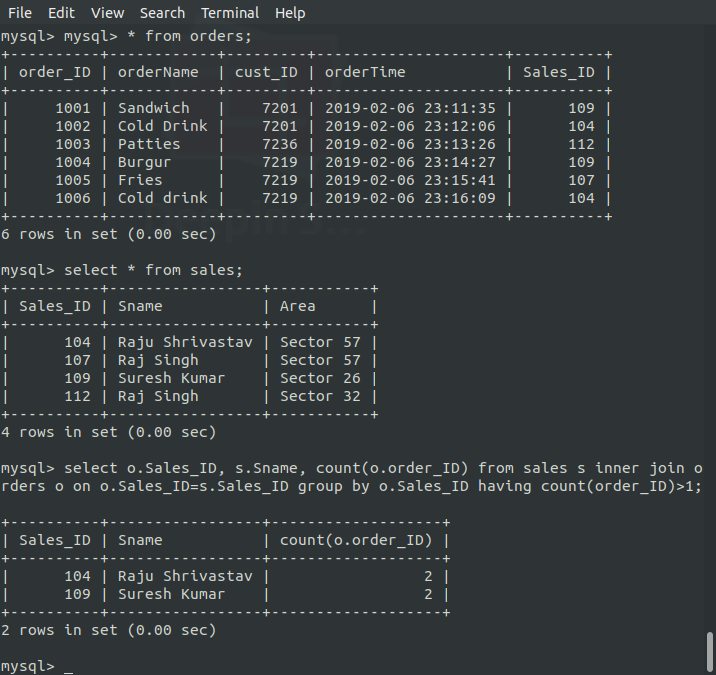 File Edit View Search Terminal Help
mysql> mysql> * from orders;
+----------+------------+---------+---------------------+----------+
| order_ID | orderName  | cust_ID | orderTime           | Sales_ID |
+----------+------------+---------+---------------------+----------+
|     1001 | Sandwich   |    7201 | 2019-02-06 23:11:35 |      109 |
|     1002 | Cold Drink |    7201 | 2019-02-06 23:12:06 |      104 |
|     1003 | Patties    |    7236 | 2019-02-06 23:13:26 |      112 |
|     1004 | Burgur     |    7219 | 2019-02-06 23:14:27 |      109 |
|     1005 | Fries      |    7219 | 2019-02-06 23:15:41 |      107 |
|     1006 | Cold drink |    7219 | 2019-02-06 23:16:09 |      104 |
+----------+------------+---------+---------------------+----------+
6 rows in set (0.00 sec)
mysql> select * from sales;
+----------+-----------------+-----------+
| Sales_ID | Sname           | Area      |
+----------+-----------------+-----------+
|      104 | Raju Shrivastav | Sector 57 |
|      107 | Raj Singh       | Sector 57 |
|      109 | Suresh Kumar    | Sector 26 |
|      112 | Raj Singh       | Sector 32 |
+----------+-----------------+-----------+
4 rows in set (0.00 sec)
mysql> select o.Sales_ID, s.Sname, count(o.order_ID) from sales s inner join o
rders o on o.Sales_ID=s.Sales_ID group by o.Sales_ID having count(order_ID)>1;
+----------+-----------------+-------------------+
| Sales_ID | Sname           | count(o.order_ID) |
+----------+-----------------+-------------------+
|      104 | Raju Shrivastav |                 2 |
|      109 | Suresh Kumar    |                 2 |
+----------+-----------------+-------------------+
2 rows in set (0.00 sec)
mysql> _